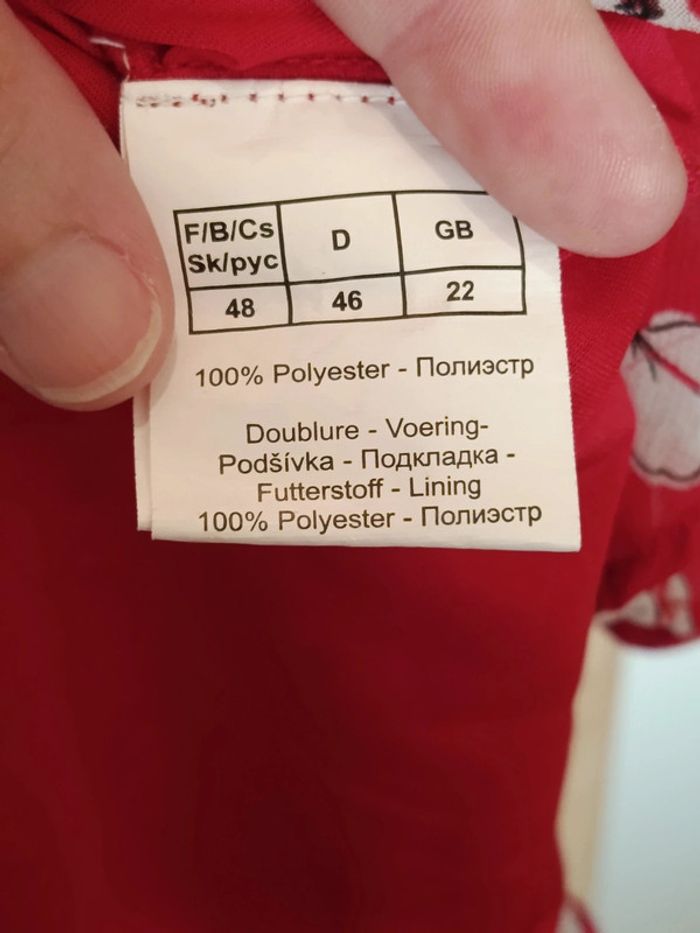 F/B/Cs D GB
Sk/рус
48 46 22
100% Polyester - Полиэстр
Doublure - Voering-
Podšívka - Подкладка -
Futterstoff - Lining
100% Polyester - Полиэстр